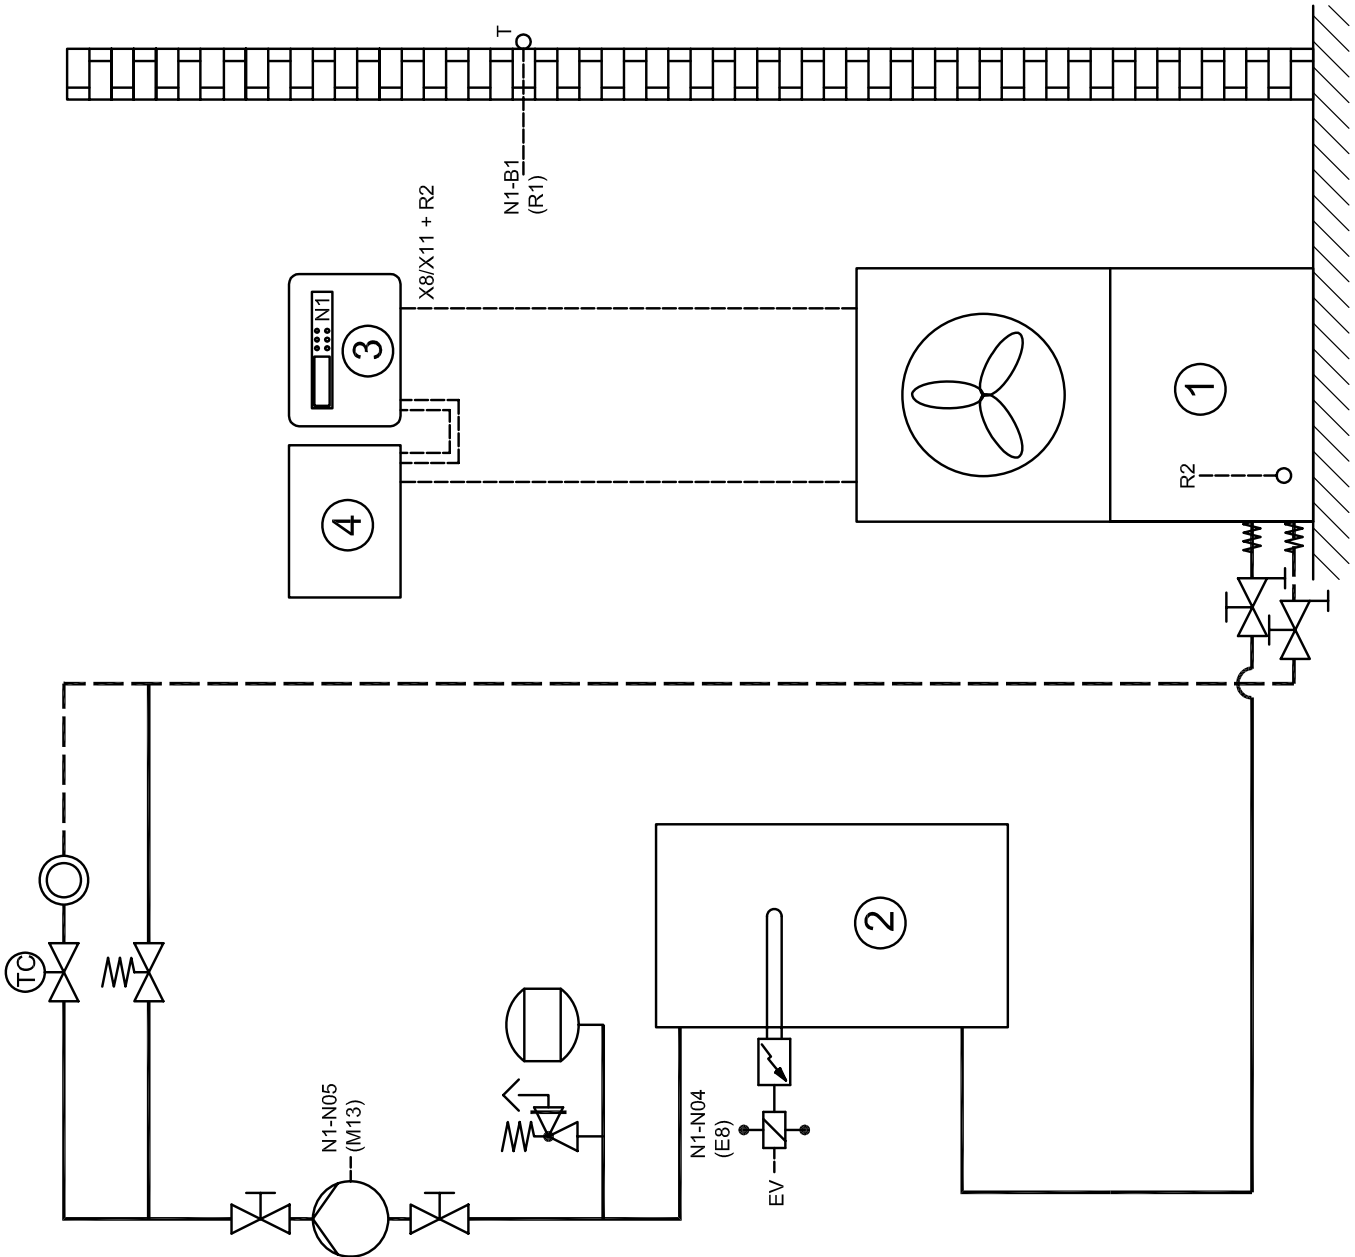 T
N1-B1
(R1)
X8/X11 + R2
N1
3
4
1
R2
TC
2
N1-N05
(M13)
N1-N04
(E8)
EV